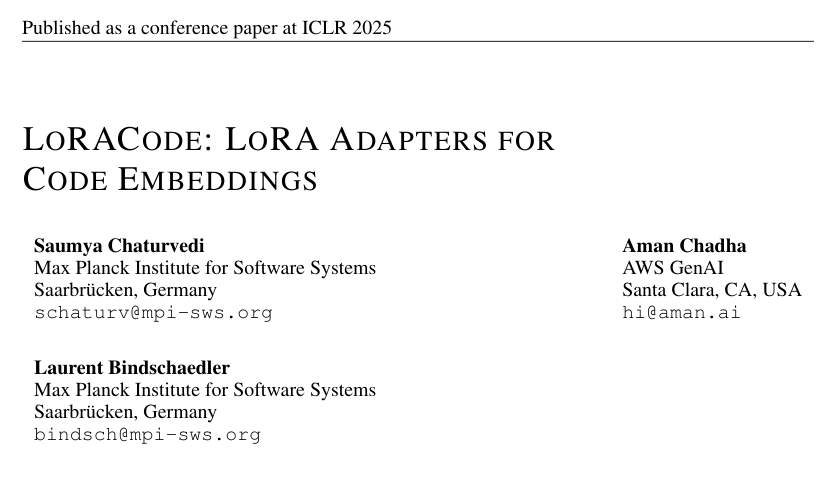 Published as a conference paper at ICLR 2025
LORACODE: LORA ADAPTERS FOR
CODE EMBEDDINGS
Saumya Chaturvedi
Max Planck Institute for Software Systems
Saarbrücken, Germany
schaturv@mpi-sws.org
Aman Chadha
AWS GenAI
Santa Clara, CA, USA
hi@aman.ai
Laurent Bindschaedler
Max Planck Institute for Software Systems
Saarbrücken, Germany
bindsch@mpi-sws.org